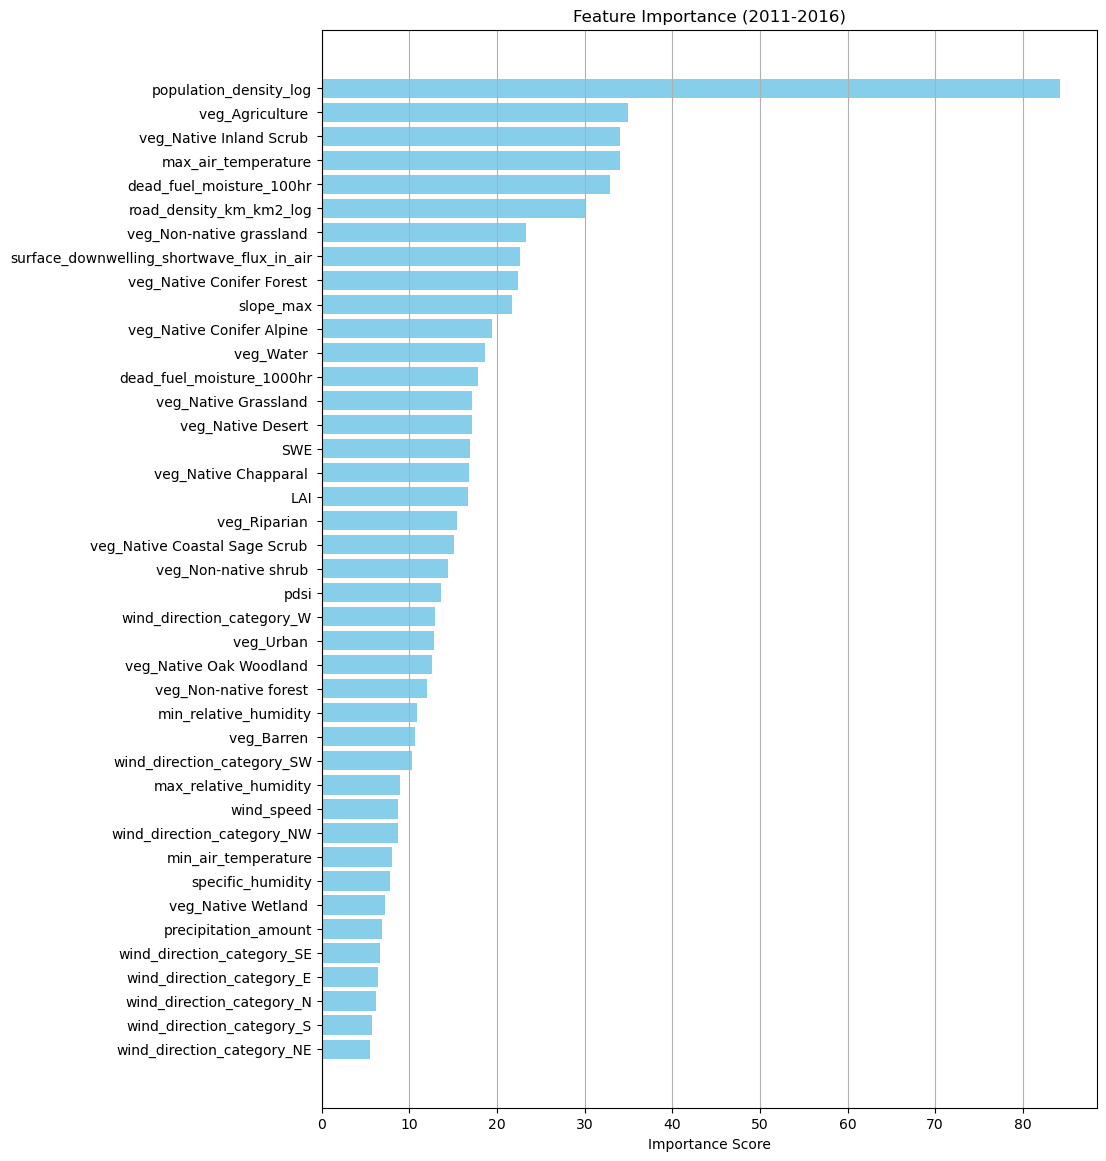 Feature Importance (2011-2016)
population_density_log
veg_Agriculture
veg_Native Inland Scrub
max_air_temperature
dead_fuel_moisture_100hr
road_density_km_km2_log
veg_Non-native grassland
surface_downwelling_shortwave_flux_in_air
veg_Native Conifer Forest
slope_max
veg_Native Conifer Alpine
veg_Water
dead_fuel_moisture_1000hr
veg_Native Grassland
veg_Native Desert
SWE
veg_Native Chapparal
LAI
veg_Riparian
veg_Native Coastal Sage Scrub
veg_Non-native shrub
pdsi
wind_direction_category_W
veg_Urban
veg_Native Oak Woodland
veg_Non-native forest
min_relative_humidity
veg_Barren
wind_direction_category_SW
max_relative_humidity
wind_speed
wind_direction_category_NW
min_air_temperature
specific_humidity
veg_Native Wetland
precipitation_amount
wind_direction_category_SE
wind_direction_category_E
wind_direction_category_N
wind_direction_category_S
wind_direction_category_NE
0 10 20 30 40 50 60 70 80
Importance Score